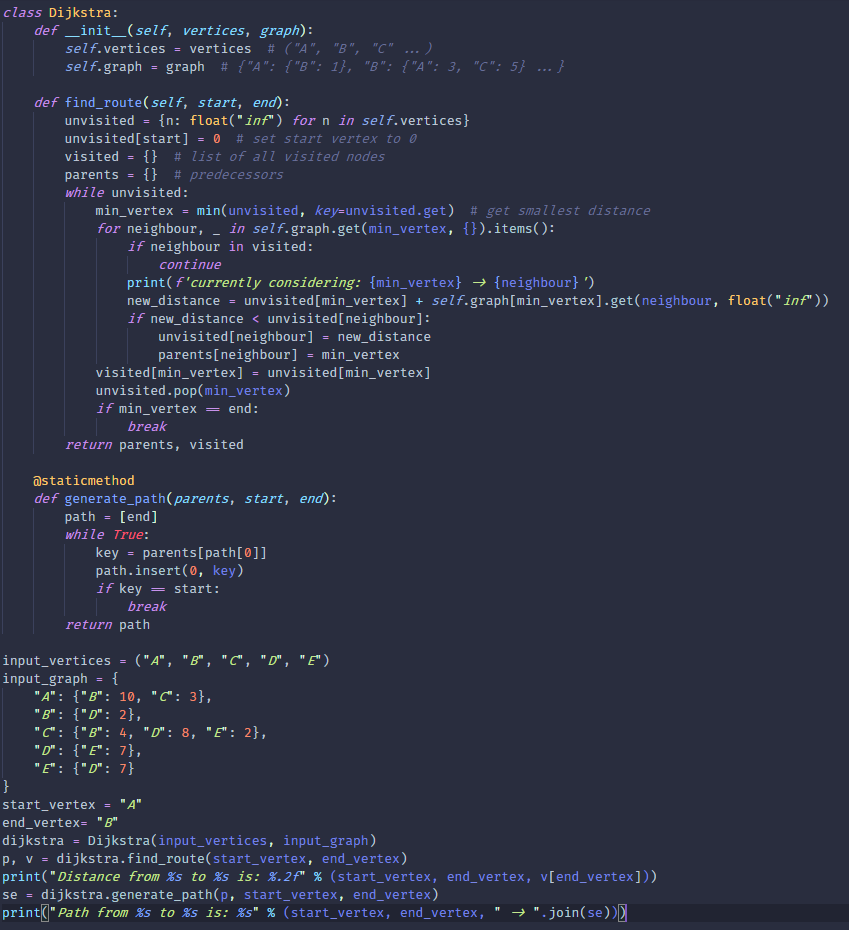 class Dijkstra:
    def __init__(self, vertices, graph):
        self.vertices = vertices  # ("A", "B", "C" ...)
        self.graph = graph  # {"A": {"B": 1}, "B": {"A": 3, "C": 5} ...}

    def find_route(self, start, end):
        unvisited = {n: float("inf") for n in self.vertices}
        unvisited[start] = 0  # set start vertex to 0
        visited = {}  # list of all visited nodes
        parents = {}  # predecessors
        while unvisited:
            min_vertex = min(unvisited, key=unvisited.get)  # get smallest distance
            for neighbour, _ in self.graph.get(min_vertex, {}).items():
                if neighbour in visited:
                    continue
                print(f'currently considering: {min_vertex} -> {neighbour}')
                new_distance = unvisited[min_vertex] + self.graph[min_vertex].get(neighbour, float("inf"))
                if new_distance < unvisited[neighbour]:
                    unvisited[neighbour] = new_distance
                    parents[neighbour] = min_vertex
            visited[min_vertex] = unvisited[min_vertex]
            unvisited.pop(min_vertex)
            if min_vertex == end:
                break
        return parents, visited

    @staticmethod
    def generate_path(parents, start, end):
        path = [end]
        while True:
            key = parents[path[0]]
            path.insert(0, key)
            if key == start:
                break
        return path

input_vertices = ("A", "B", "C", "D", "E")
input_graph = {
    "A": {"B": 10, "C": 3},
    "B": {"D": 2},
    "C": {"B": 4, "D": 8, "E": 2},
    "D": {"E": 7},
    "E": {"D": 7}
}
start_vertex = "A"
end_vertex= "B"
dijkstra = Dijkstra(input_vertices, input_graph)
p, v = dijkstra.find_route(start_vertex, end_vertex)
print("Distance from %s to %s is: %.2f" % (start_vertex, end_vertex, v[end_vertex]))
se = dijkstra.generate_path(p, start_vertex, end_vertex)
print("Path from %s to %s is: %s" % (start_vertex, end_vertex, " -> ".join(se)))